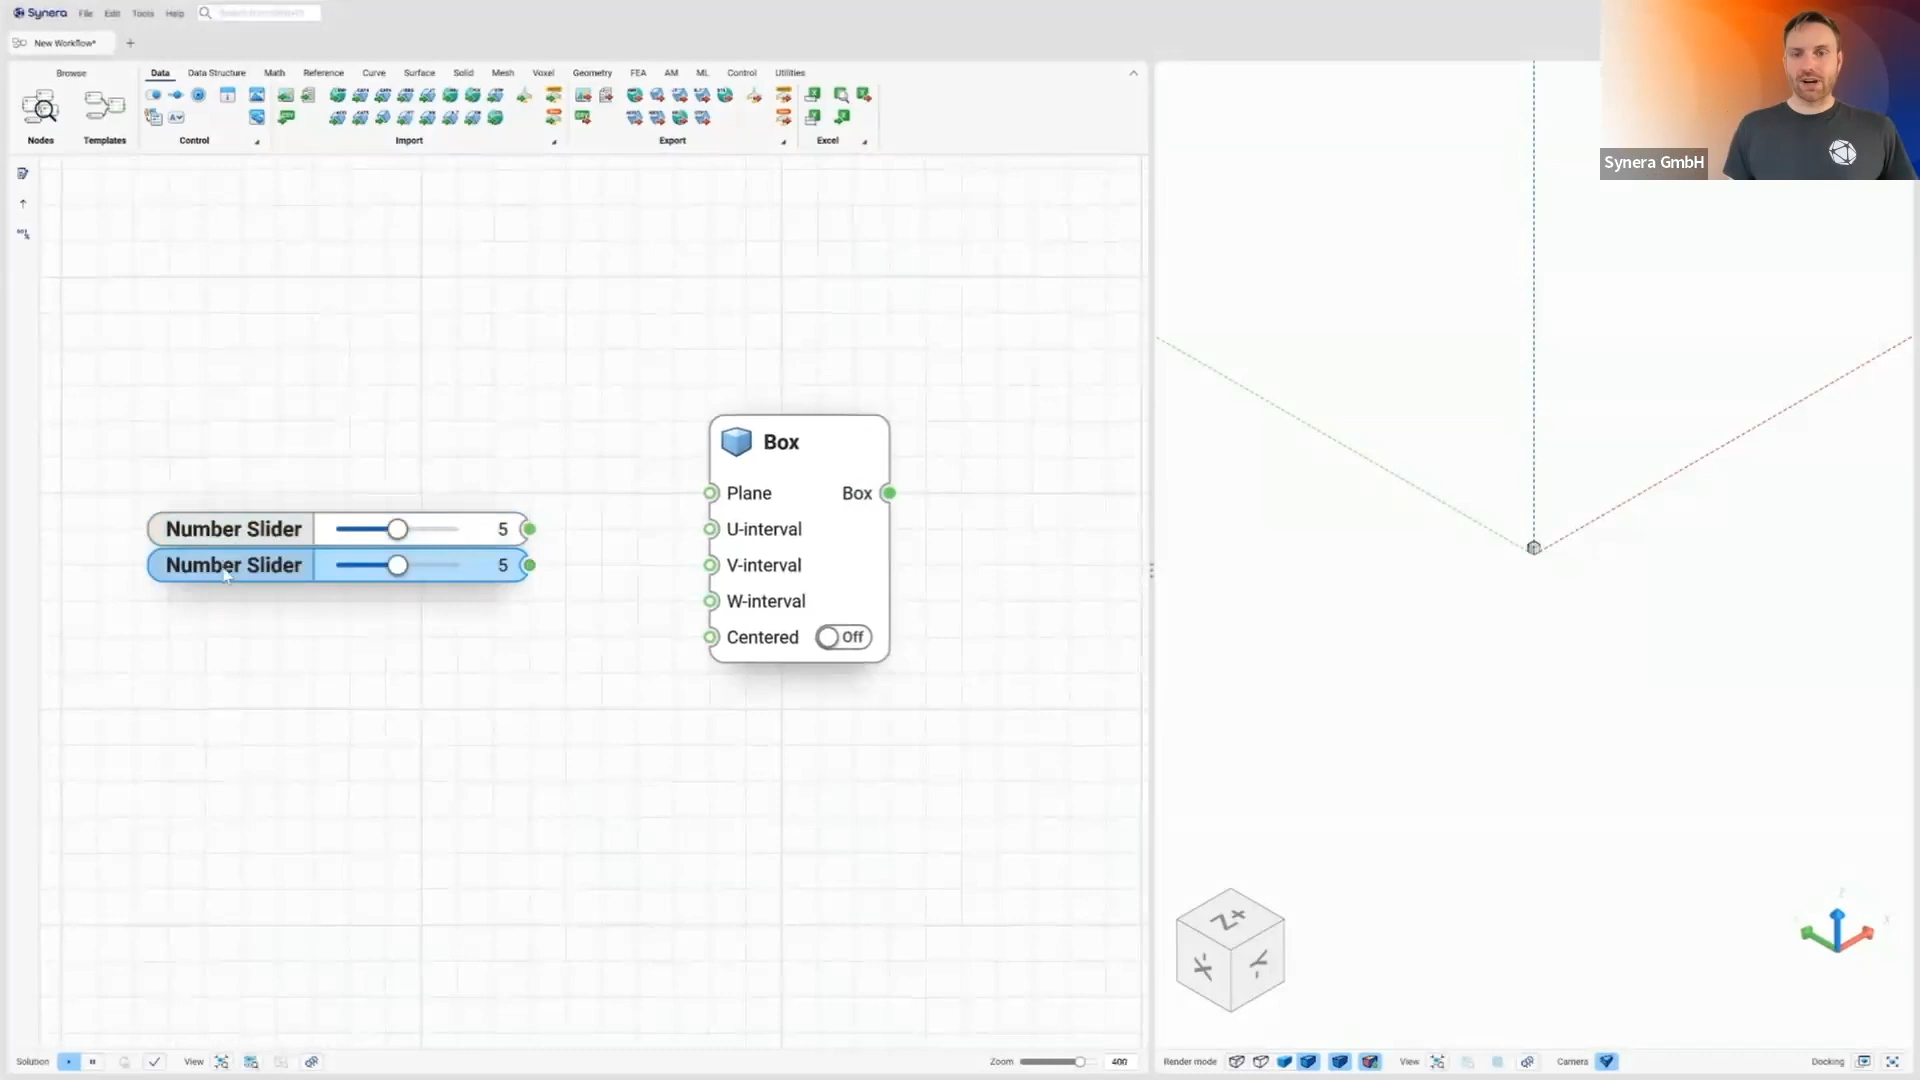 Synera File Edit Tools Help
New Workflow*
Browse
Data Data Structure Math Reference Curve Surface Solid Mesh Voxel Geometry FEA AM ML Control Utilities
Nodes Templates Control Import Export Excel
Synera GmbH
Box
Plane Box
Number Slider 5 U-interval
Number Slider 5 V-interval
W-interval
Centered Off
Z+
X- Y-
Z
X
Solution View Zoom 400 Render mode View Camera Docking